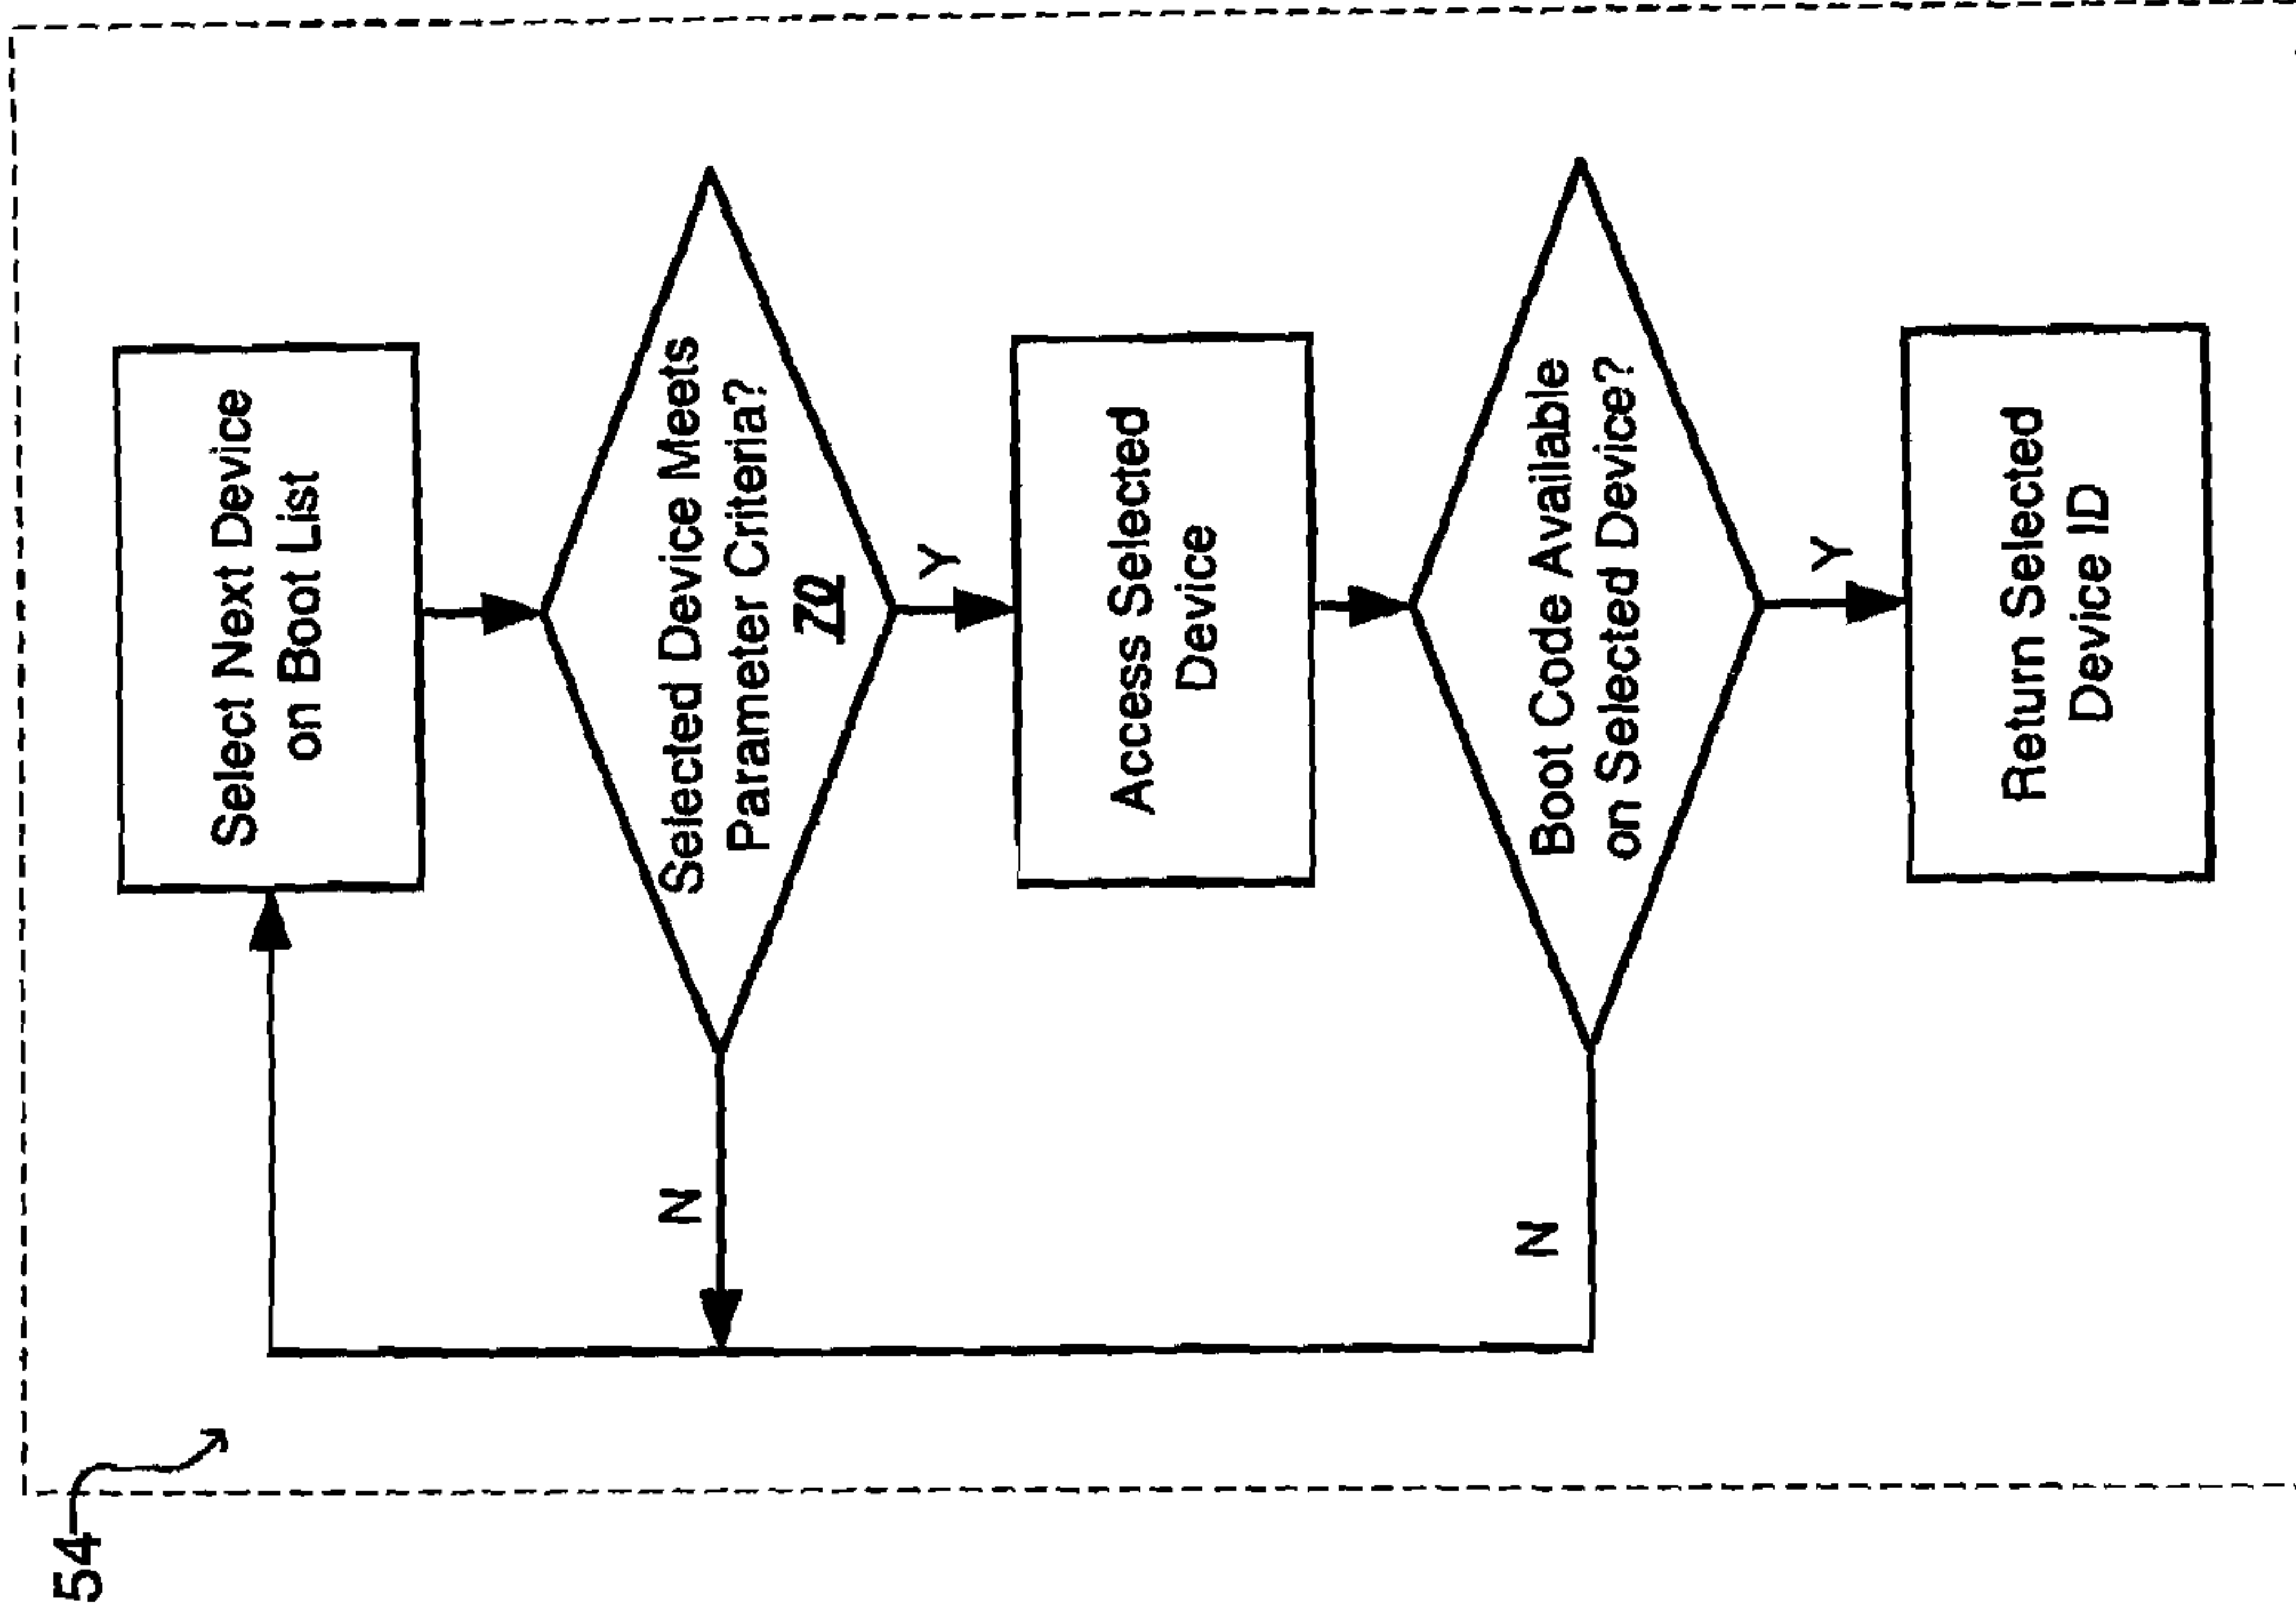 54
Select Next Device
on Boot List
Selected Device Meets
Parameter Criteria?
70
N
Y
Access Selected
Device
Boot Code Available
on Selected Device?
N
Y
Return Selected
Device ID